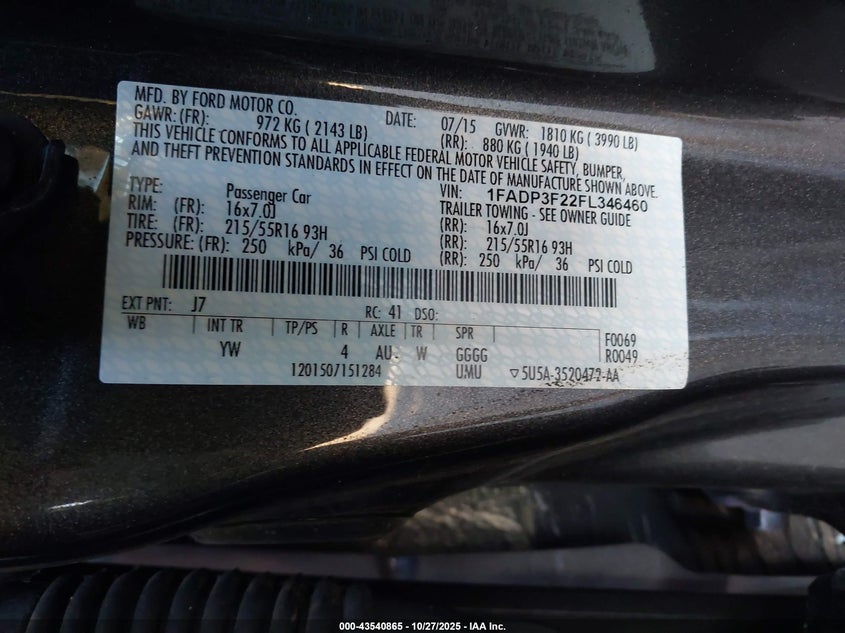 MFD. BY FORD MOTOR CO.
DATE: 07/15 GVWR: 1810 KG ( 3990 LB)
GAWR: (FR): 972 KG ( 2143 LB) (RR): 880 KG ( 1940 LB)
THIS VEHICLE CONFORMS TO ALL APPLICABLE FEDERAL MOTOR VEHICLE SAFETY, BUMPER,
AND THEFT PREVENTION STANDARDS IN EFFECT ON THE DATE OF MANUFACTURE SHOWN ABOVE.
VIN: 1FADP3F22FL346460
TYPE: Passenger Car TRAILER TOWING - SEE OWNER GUIDE
RIM: (FR): 16x7.0J (RR): 16x7.0J
TIRE: (FR): 215/55R16 93H (RR): 215/55R16 93H
PRESSURE: (FR): 250 kPa/ 36 PSI COLD (RR): 250 kPa/ 36 PSI COLD
EXT PNT: J7 RC: 41 DSO:
WB INT TR TP/PS R AXLE TR SPR F0069
YW 4 AU W GGGG R0049
1201507151284 UMU ▽5U5A-3520472-AA
000-43540865 10/27/2025 IAA Inc.